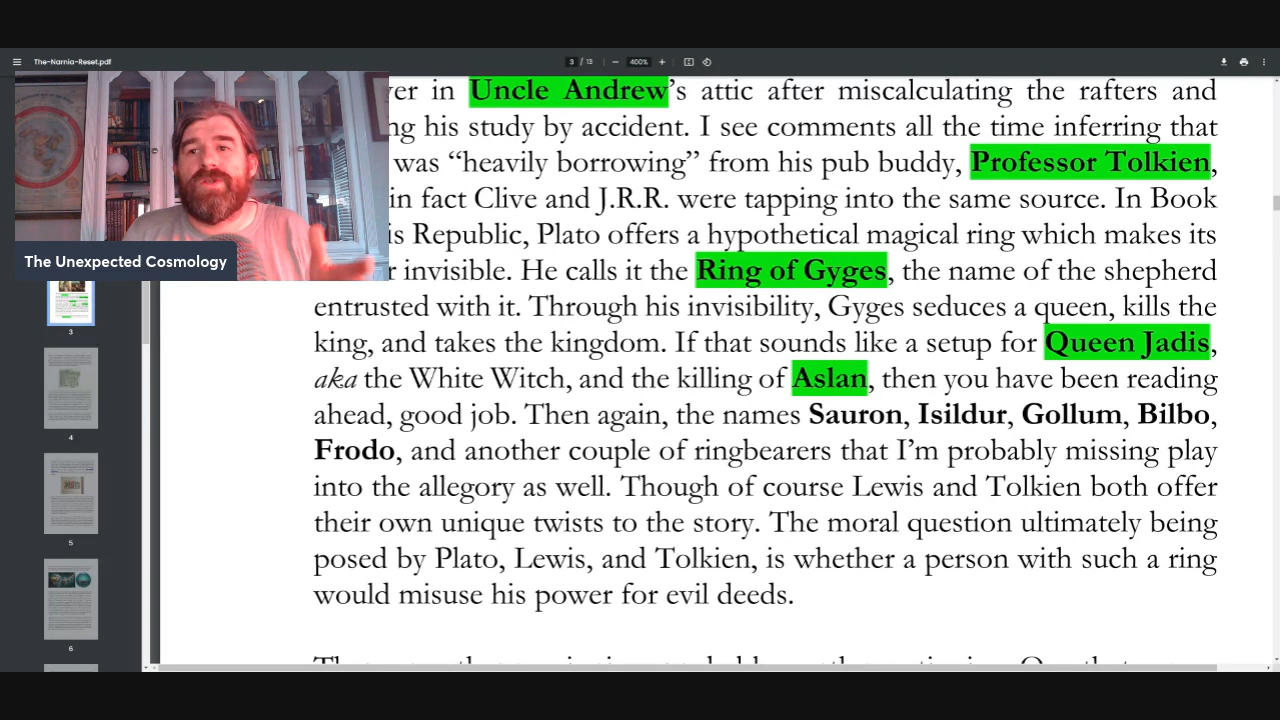 The-Narnia-Reset.pdf
3 / 13
400%
The Unexpected Cosmology
3
4
5
6
in Uncle Andrew's attic after miscalculating the rafters and
his study by accident. I see comments all the time inferring that
was “heavily borrowing” from his pub buddy, Professor Tolkien,
in fact Clive and J.R.R. were tapping into the same source. In Book
Republic, Plato offers a hypothetical magical ring which makes its
invisible. He calls it the Ring of Gyges, the name of the shepherd
entrusted with it. Through his invisibility, Gyges seduces a queen, kills the
king, and takes the kingdom. If that sounds like a setup for Queen Jadis,
aka the White Witch, and the killing of Aslan, then you have been reading
ahead, good job. Then again, the names Sauron, Isildur, Gollum, Bilbo,
Frodo, and another couple of ringbearers that I'm probably missing play
into the allegory as well. Though of course Lewis and Tolkien both offer
their own unique twists to the story. The moral question ultimately being
posed by Plato, Lewis, and Tolkien, is whether a person with such a ring
would misuse his power for evil deeds.